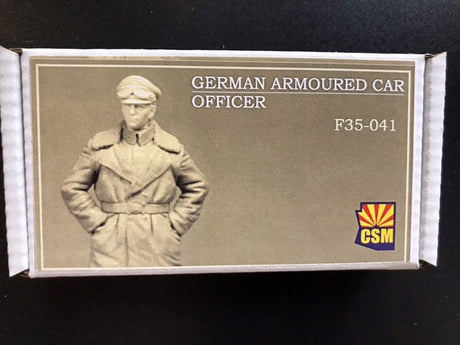 GERMAN ARMOURED CAR
OFFICER
F35-041
CSM